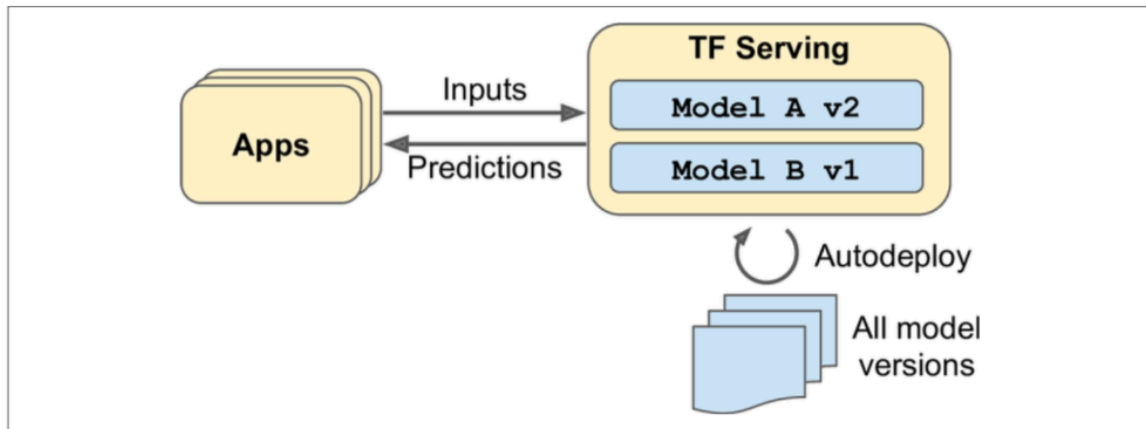 TF Serving
Inputs
Model A v2
Apps
Predictions
Model B v1
Autodeploy
All model
versions